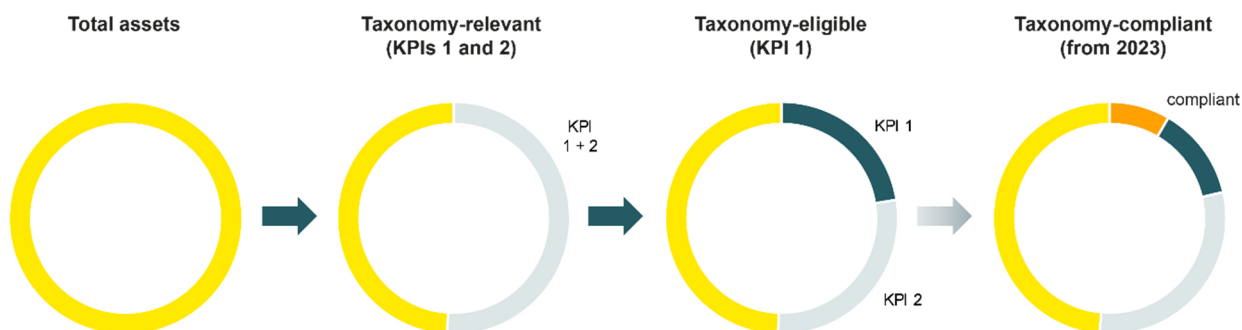 Total assets
Taxonomy-relevant
(KPIs 1 and 2)
Taxonomy-eligible
(KPI 1)
Taxonomy-compliant
(from 2023)
KPI
1 + 2
KPI 1
KPI 2
compliant